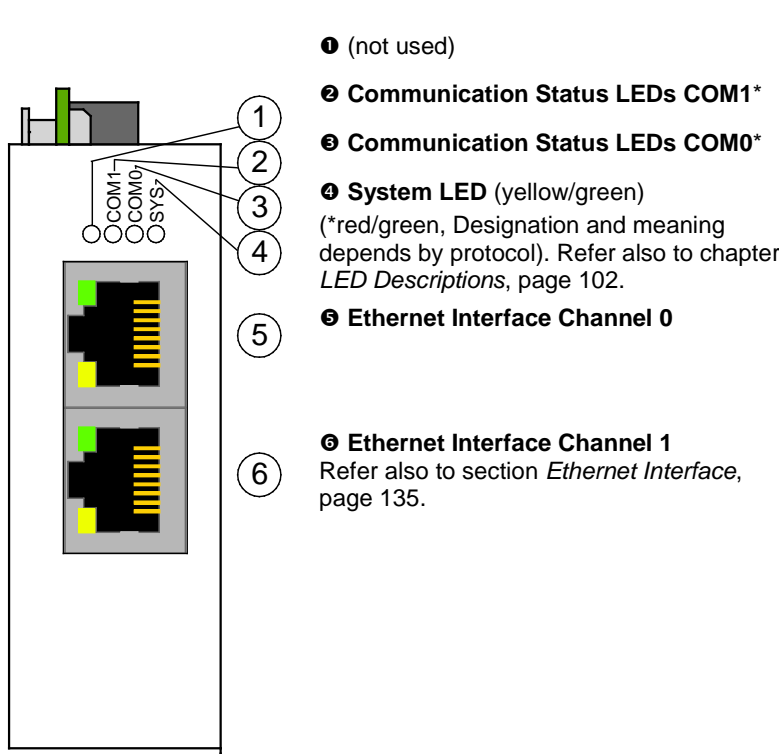 ❶ (not used)
❷ Communication Status LEDs COM1*
❸ Communication Status LEDs COM0*
❹ System LED (yellow/green)
(*red/green, Designation and meaning
depends by protocol). Refer also to chapter
LED Descriptions, page 102.
❺ Ethernet Interface Channel 0
❻ Ethernet Interface Channel 1
Refer also to section Ethernet Interface,
page 135.
1
2
3
4
5
6
COM1
COM0
SYS